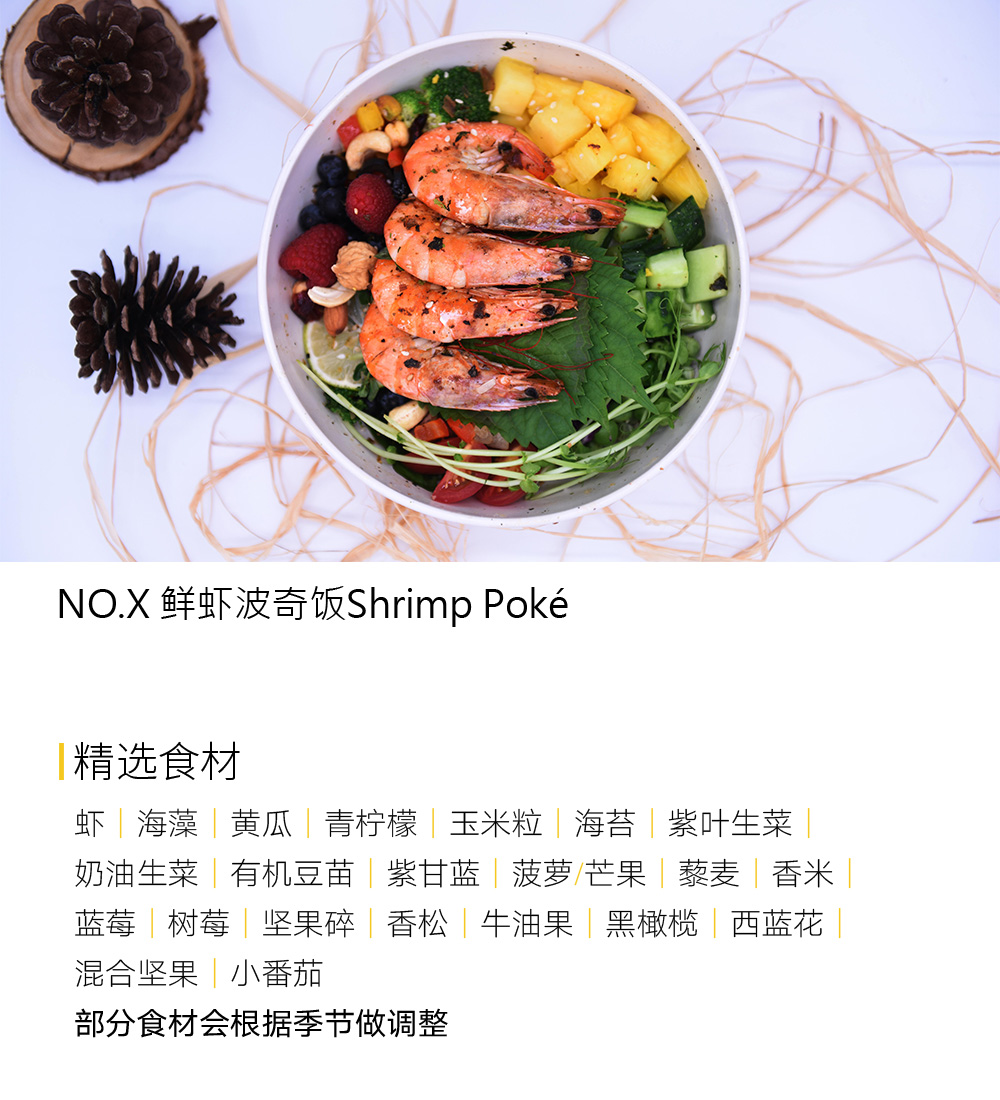 NO.X 鲜虾波奇饭Shrimp Poké
精选食材
虾｜海藻｜黄瓜｜青柠檬｜玉米粒｜海苔｜紫叶生菜｜
奶油生菜｜有机豆苗｜紫甘蓝｜菠萝/芒果｜藜麦｜香米｜
蓝莓｜树莓｜坚果碎｜香松｜牛油果｜黑橄榄｜西蓝花｜
混合坚果｜小番茄
部分食材会根据季节做调整